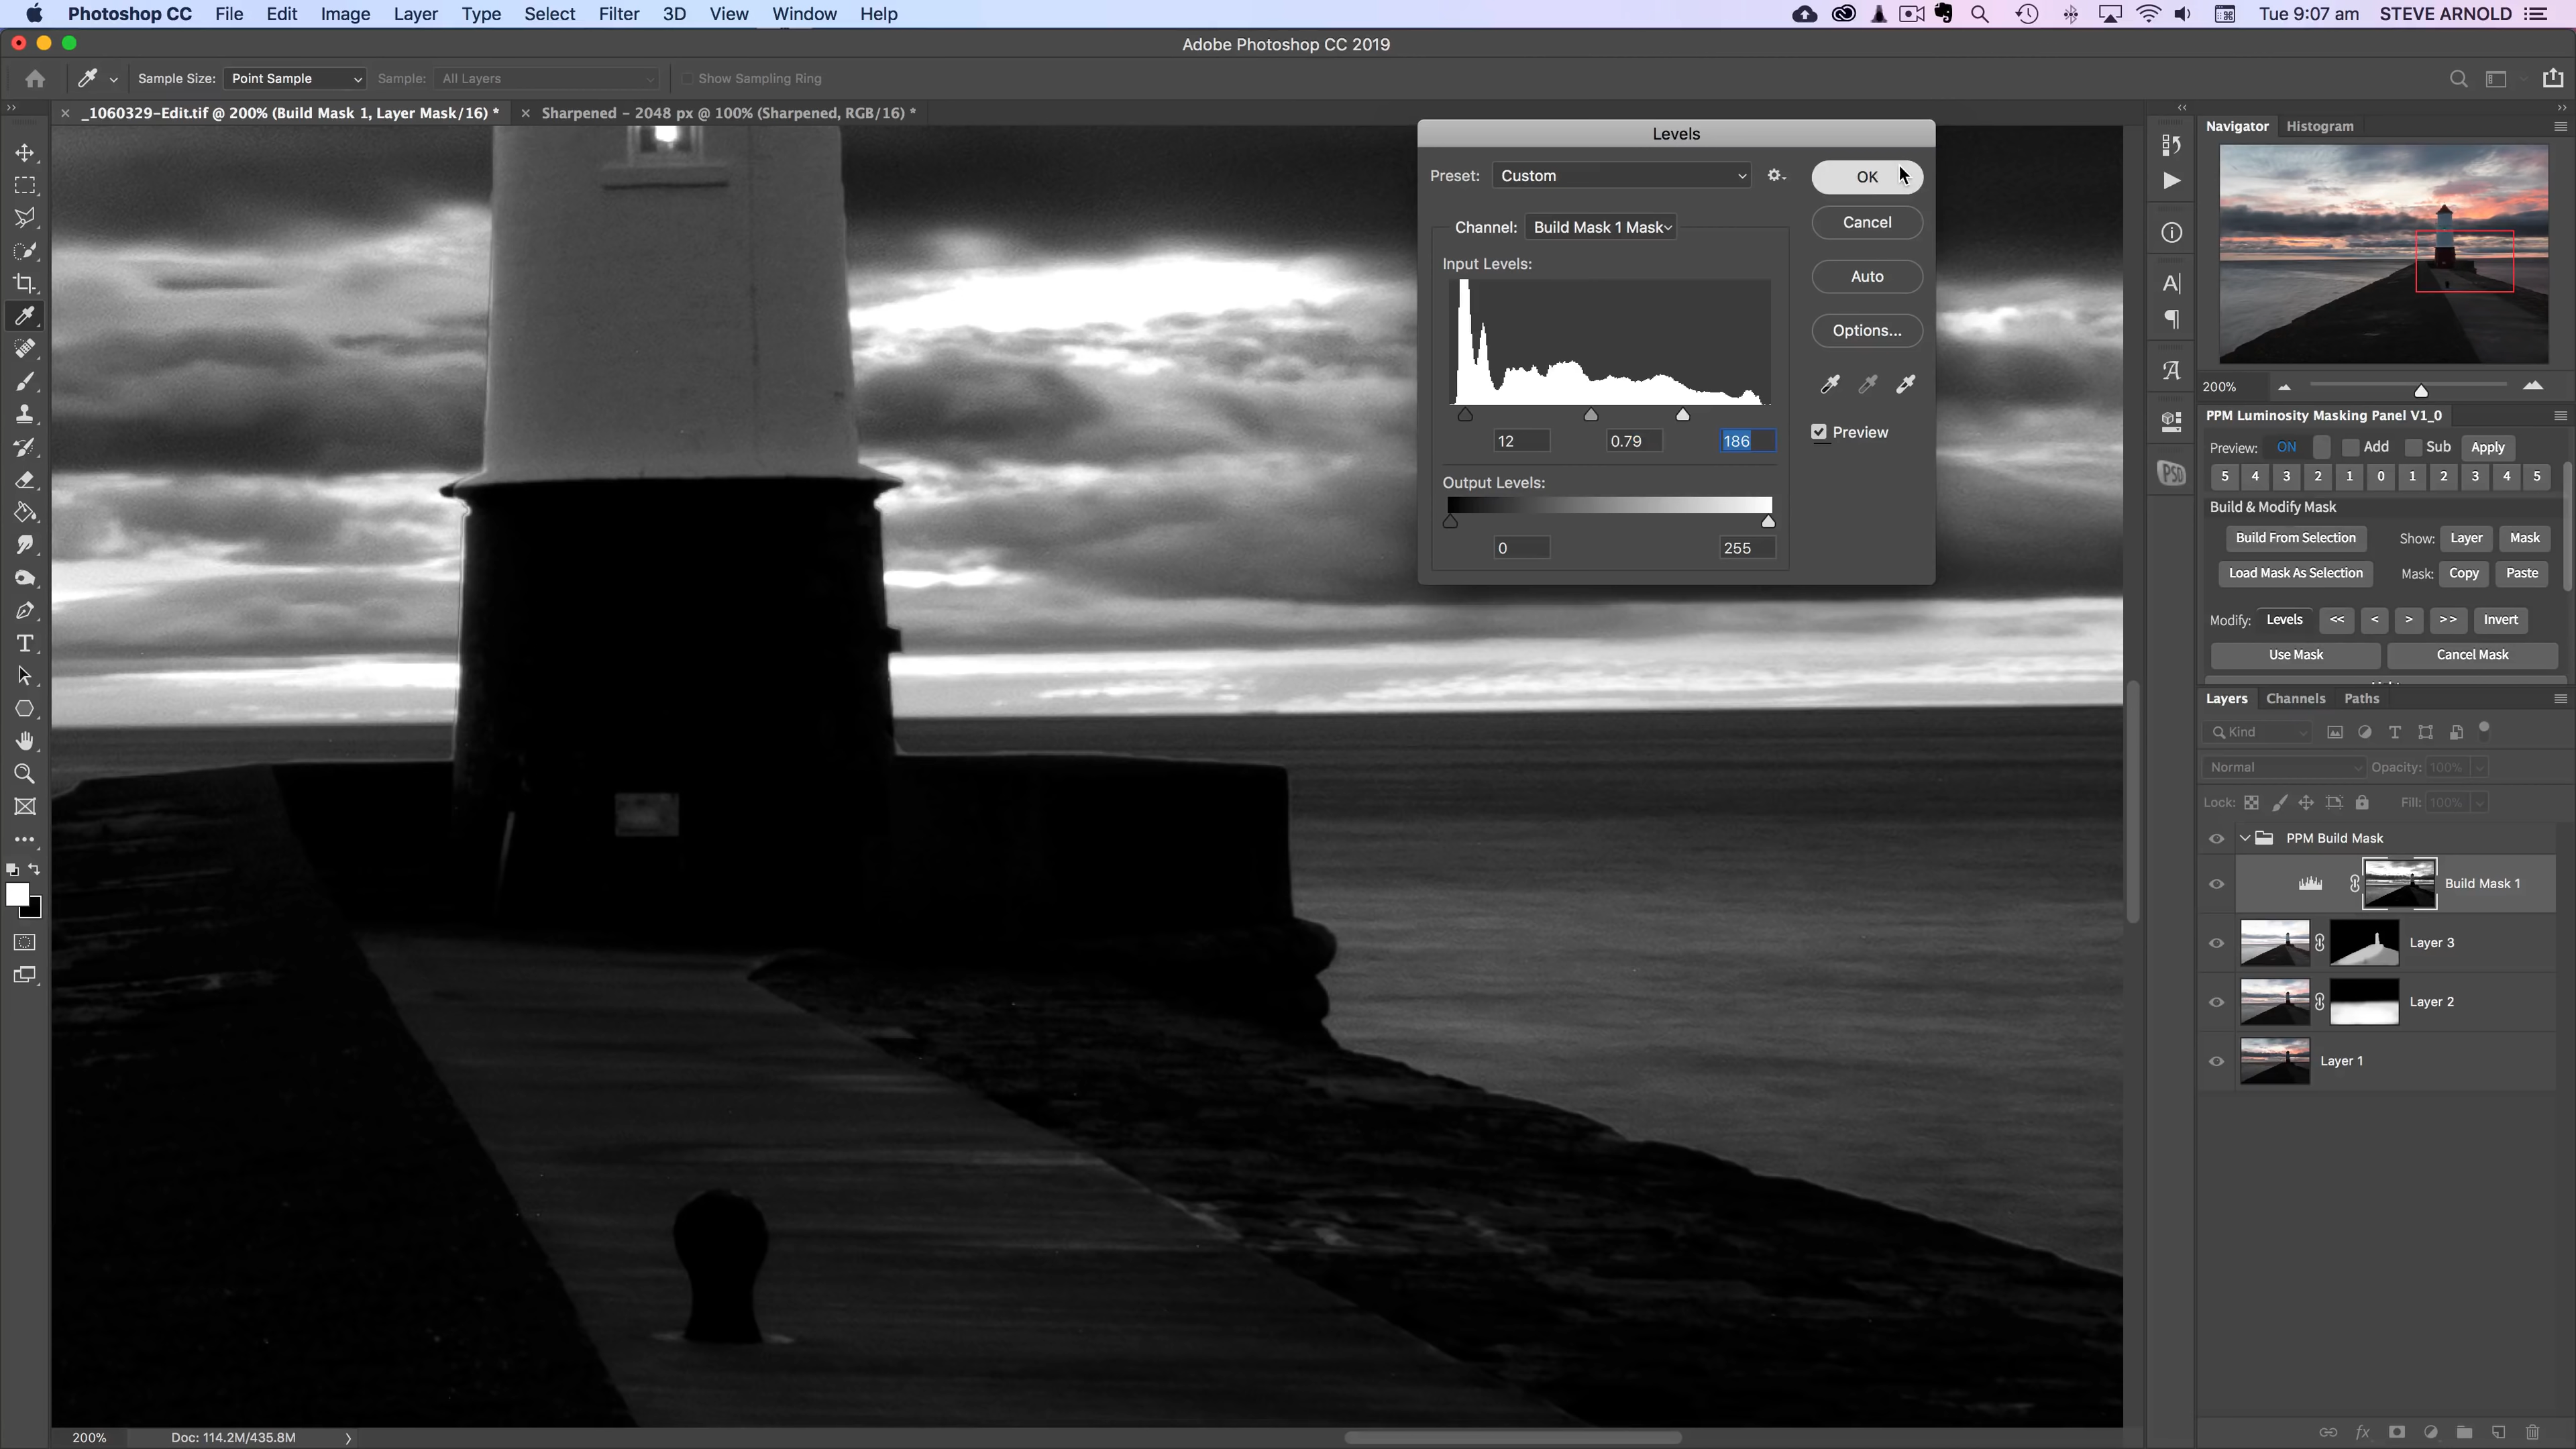 Photoshop CC File Edit Image Layer Type Select Filter 3D View Window Help Tue 9:07 am STEVE ARNOLD
Adobe Photoshop CC 2019
Sample Size: Point Sample Sample: All Layers Show Sampling Ring
_1060329-Edit.tif @ 200% (Build Mask 1, Layer Mask/16) * Sharpened - 2048 px @ 100% (Sharpened, RGB/16) *
Levels
Preset: Custom
OK
Channel: Build Mask 1 Mask
Cancel
Input Levels:
Auto
Options...
12 0.79 186
Preview
Output Levels:
0 255
Navigator Histogram
200%
PPM Luminosity Masking Panel V1_0
Preview: ON Add Sub Apply
5 4 3 2 1 0 1 2 3 4 5
Build & Modify Mask
Build From Selection Show: Layer Mask
Load Mask As Selection Mask: Copy Paste
Modify: Levels << < > >> Invert
Use Mask Cancel Mask
Layers Channels Paths
Kind
Normal Opacity: 100%
Lock: Fill: 100%
PPM Build Mask
Build Mask 1
Layer 3
Layer 2
Layer 1
200% Doc: 114.2M/435.8M